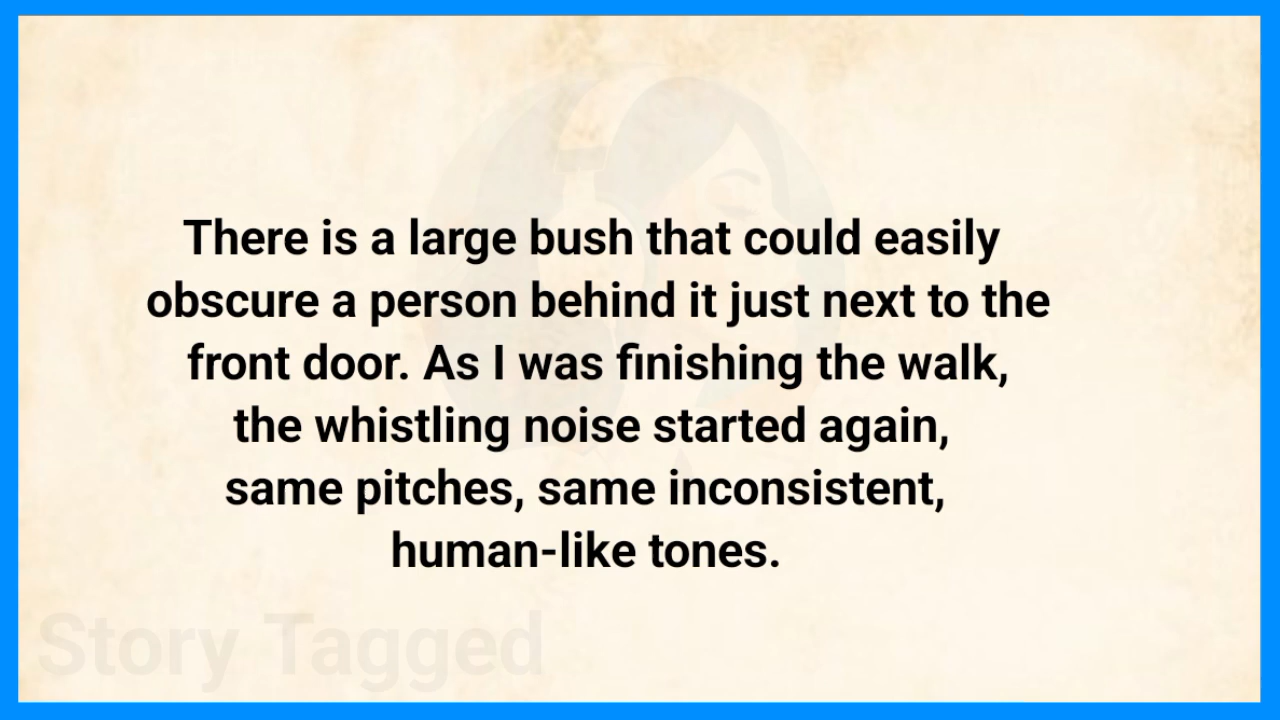 There is a large bush that could easily
obscure a person behind it just next to the
front door. As I was finishing the walk,
the whistling noise started again,
same pitches, same inconsistent,
human-like tones.
Story Tagged